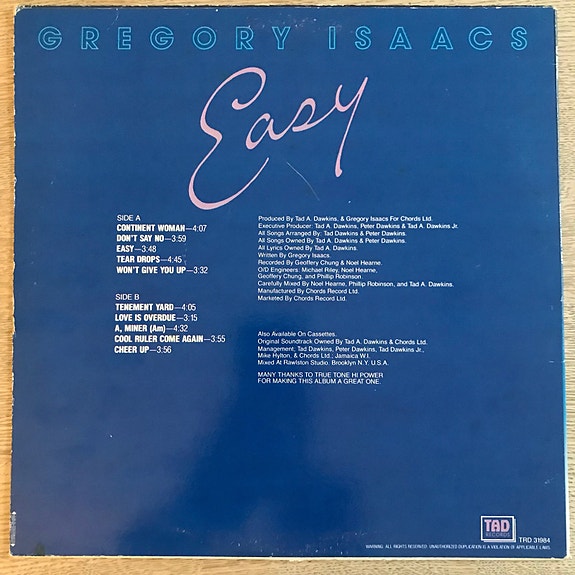 GREGORY ISAACS
Easy
SIDE A
CONTINENT WOMAN—4:07
DON'T SAY NO—3:59
EASY—3:48
TEAR DROPS—4:45
WON'T GIVE YOU UP—3:32
SIDE B
TENEMENT YARD—4:05
LOVE IS OVERDUE—3:15
A, MINER (Am)—4:32
COOL RULER COME AGAIN—3:55
CHEER UP—3:56
Produced By Tad A. Dawkins, & Gregory Isaacs For Chords Ltd.
Executive Producer: Tad A. Dawkins, Peter Dawkins & Tad A. Dawkins Jr.
All Songs Arranged By: Tad Dawkins & Peter Dawkins.
All Songs Owned By Tad A. Dawkins & Peter Dawkins.
All Lyrics Owned By Tad A. Dawkins.
Written By Gregory Isaacs.
Recorded By Geoffery Chung & Noel Hearne.
O/D Engineers: Michael Riley, Noel Hearne,
Geoffery Chung, and Phillip Robinson.
Carefully Mixed By Noel Hearne, Phillip Robinson, and Tad A. Dawkins.
Manufactured By Chords Record Ltd.
Marketed By Chords Record Ltd.
Also Available On Cassettes.
Original Soundtrack Owned By Tad A. Dawkins & Chords Ltd.
Management: Tad Dawkins, Peter Dawkins, Tad Dawkins Jr.,
Mike Hylton, & Chords Ltd.; Jamaica W.I.
Mixed At Rawlston Studio, Brooklyn N.Y. U.S.A.
MANY THANKS TO TRUE TONE HI POWER
FOR MAKING THIS ALBUM A GREAT ONE.
TAD
RECORDS
TRD 31984
WARNING: ALL RIGHTS RESERVED. UNAUTHORIZED DUPLICATION IS A VIOLATION OF APPLICABLE LAWS.